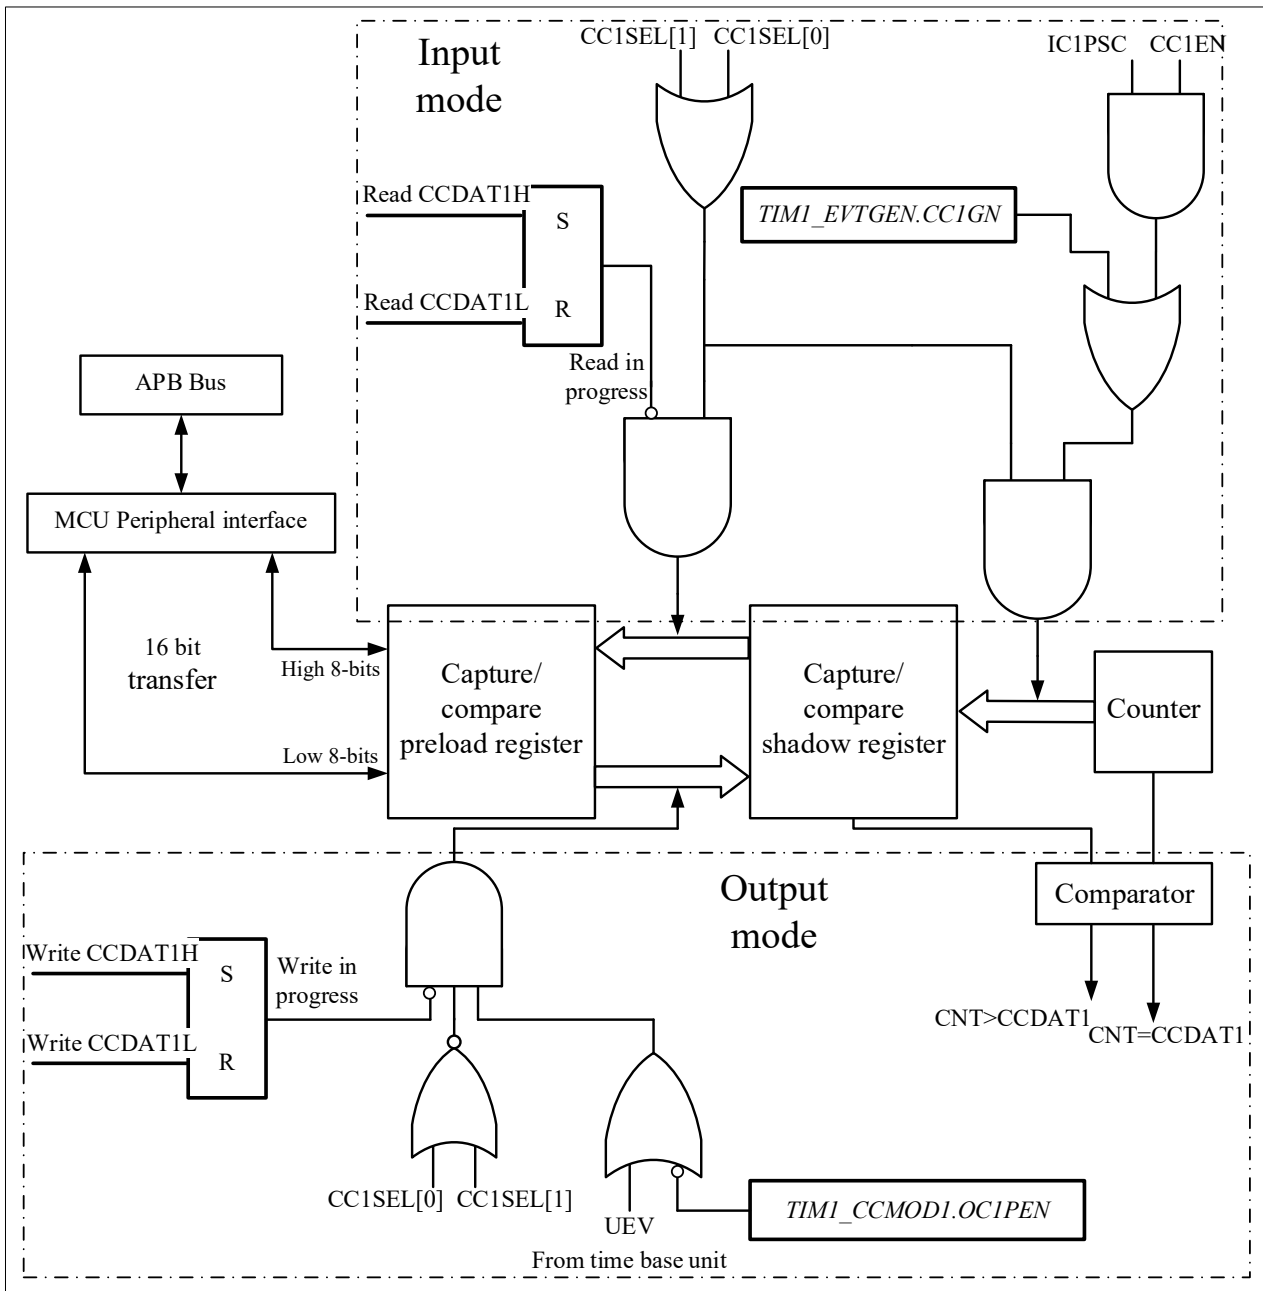 Input
mode
CC1SEL[1] CC1SEL[0]
IC1PSC CC1EN
Read CCDAT1H
S
TIM1_EVTGEN.CC1GN
Read CCDAT1L
R
Read in
progress
APB Bus
MCU Peripheral interface
16 bit
transfer
High 8-bits
Low 8-bits
Capture/
compare
preload register
Capture/
compare
shadow register
Counter
Output
mode
Comparator
Write CCDAT1H
S
Write in
progress
Write CCDAT1L
R
CNT>CCDAT1
CNT=CCDAT1
CC1SEL[0] CC1SEL[1]
UEV
TIM1_CCMOD1.OC1PEN
From time base unit